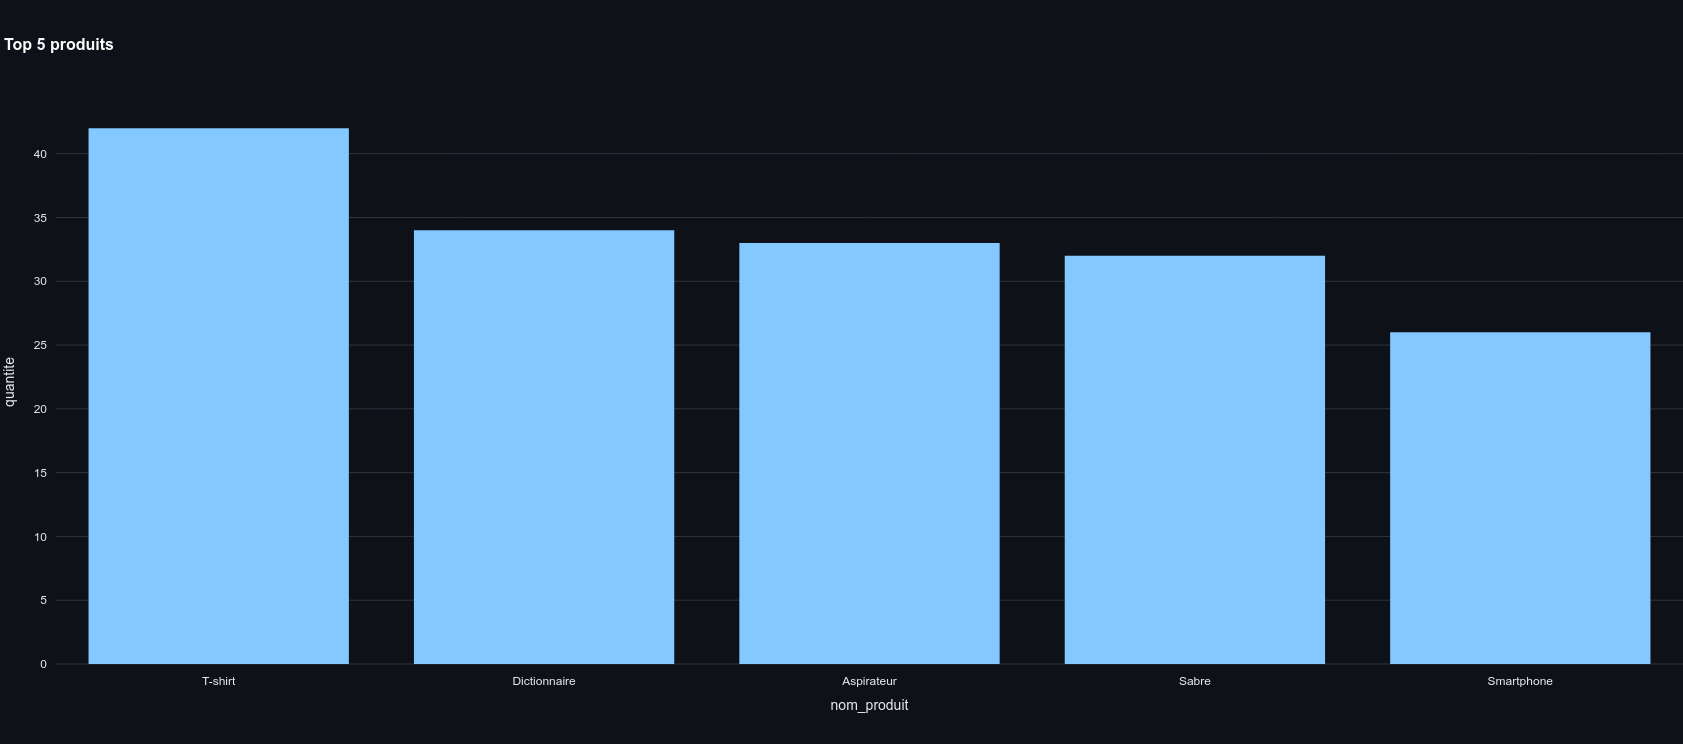 Top 5 produits
40
35
30
25
20
15
10
5
0
quantite
T-shirt Dictionnaire Aspirateur Sabre Smartphone
nom_produit